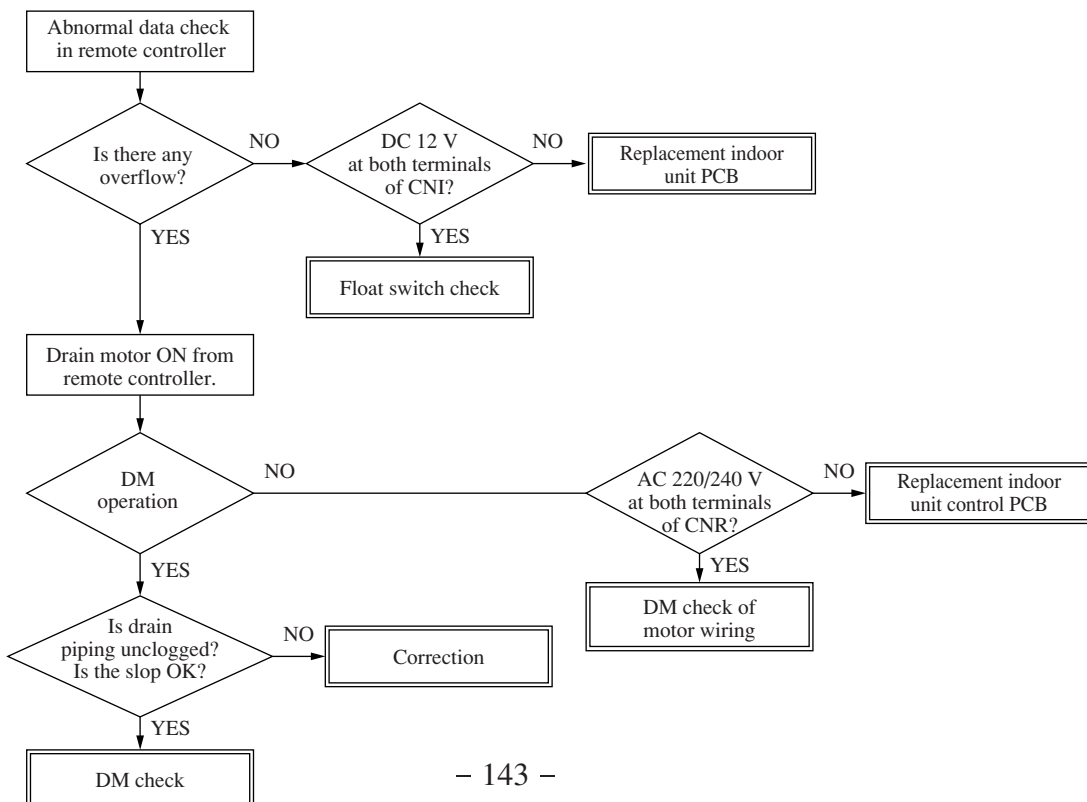 Abnormal data check
in remote controller
Is there any
overflow?
NO
DC 12 V
at both terminals
of CNI?
NO
Replacement indoor
unit PCB
YES
YES
Float switch check
Drain motor ON from
remote controller.
DM
operation
NO
AC 220/240 V
at both terminals
of CNR?
NO
Replacement indoor
unit control PCB
YES
YES
DM check of
motor wiring
Is drain
piping unclogged?
Is the slop OK?
NO
Correction
YES
DM check
– 143 –